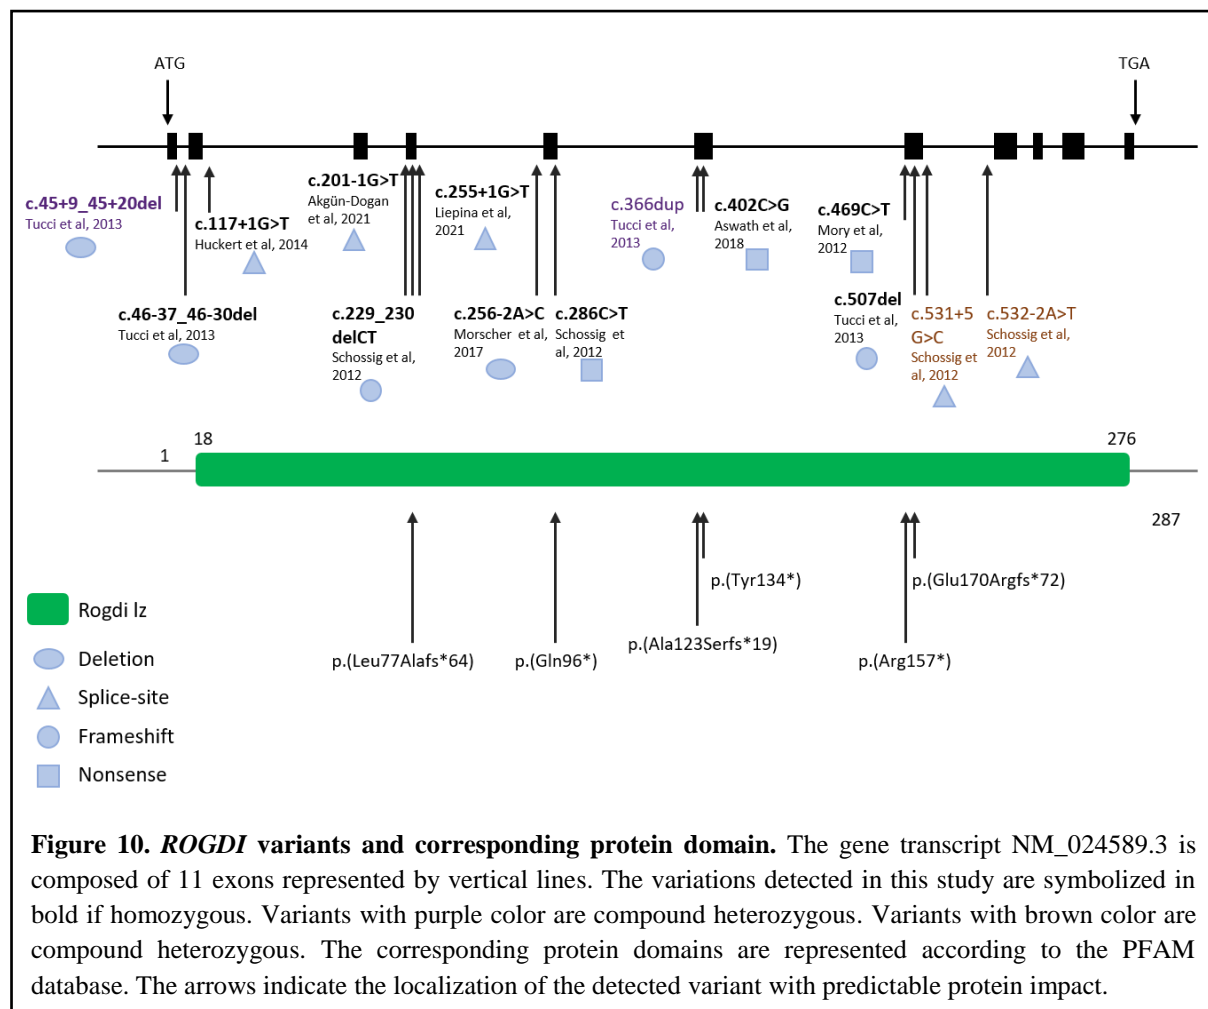 ATG
TGA
c.45+9_45+20del
Tucci et al, 2013
c.117+1G>T
Huckert et al, 2014
c.201-1G>T
Akgün-Dogan
et al, 2021
c.255+1G>T
Liepina et al,
2021
c.366dup
Tucci et al,
2013
c.402C>G
Aswath et al,
2018
c.469C>T
Mory et al,
2012
c.46-37_46-30del
Tucci et al, 2013
c.229_230
delCT
Schossig et al,
2012
c.256-2A>C
Morscher et al,
2017
c.286C>T
Schossig et
al, 2012
c.507del
Tucci et al,
2013
c.531+5
G>C
Schossig et
al, 2012
c.532-2A>T
Schossig et al,
2012
1
18
276
287
p.(Tyr134*)
p.(Glu170Argfs*72)
p.(Ala123Serfs*19)
p.(Leu77Alafs*64)
p.(Gln96*)
p.(Arg157*)
Rogdi lz
Deletion
Splice-site
Frameshift
Nonsense
Figure 10. ROGDI variants and corresponding protein domain. The gene transcript NM_024589.3 is
composed of 11 exons represented by vertical lines. The variations detected in this study are symbolized in
bold if homozygous. Variants with purple color are compound heterozygous. Variants with brown color are
compound heterozygous. The corresponding protein domains are represented according to the PFAM
database. The arrows indicate the localization of the detected variant with predictable protein impact.